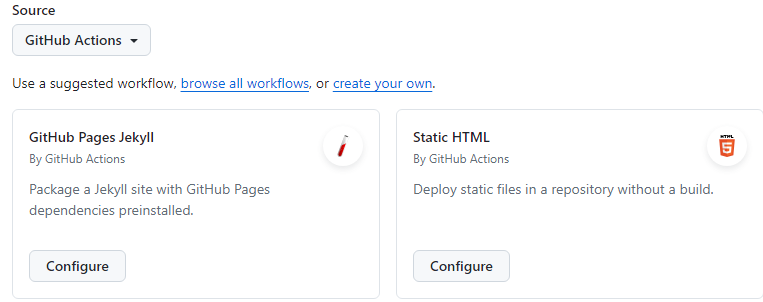 Source
GitHub Actions
Use a suggested workflow, browse all workflows, or create your own.
GitHub Pages Jekyll
By GitHub Actions
Package a Jekyll site with GitHub Pages
dependencies preinstalled.
Configure
Static HTML
By GitHub Actions
Deploy static files in a repository without a build.
Configure
HTML
5